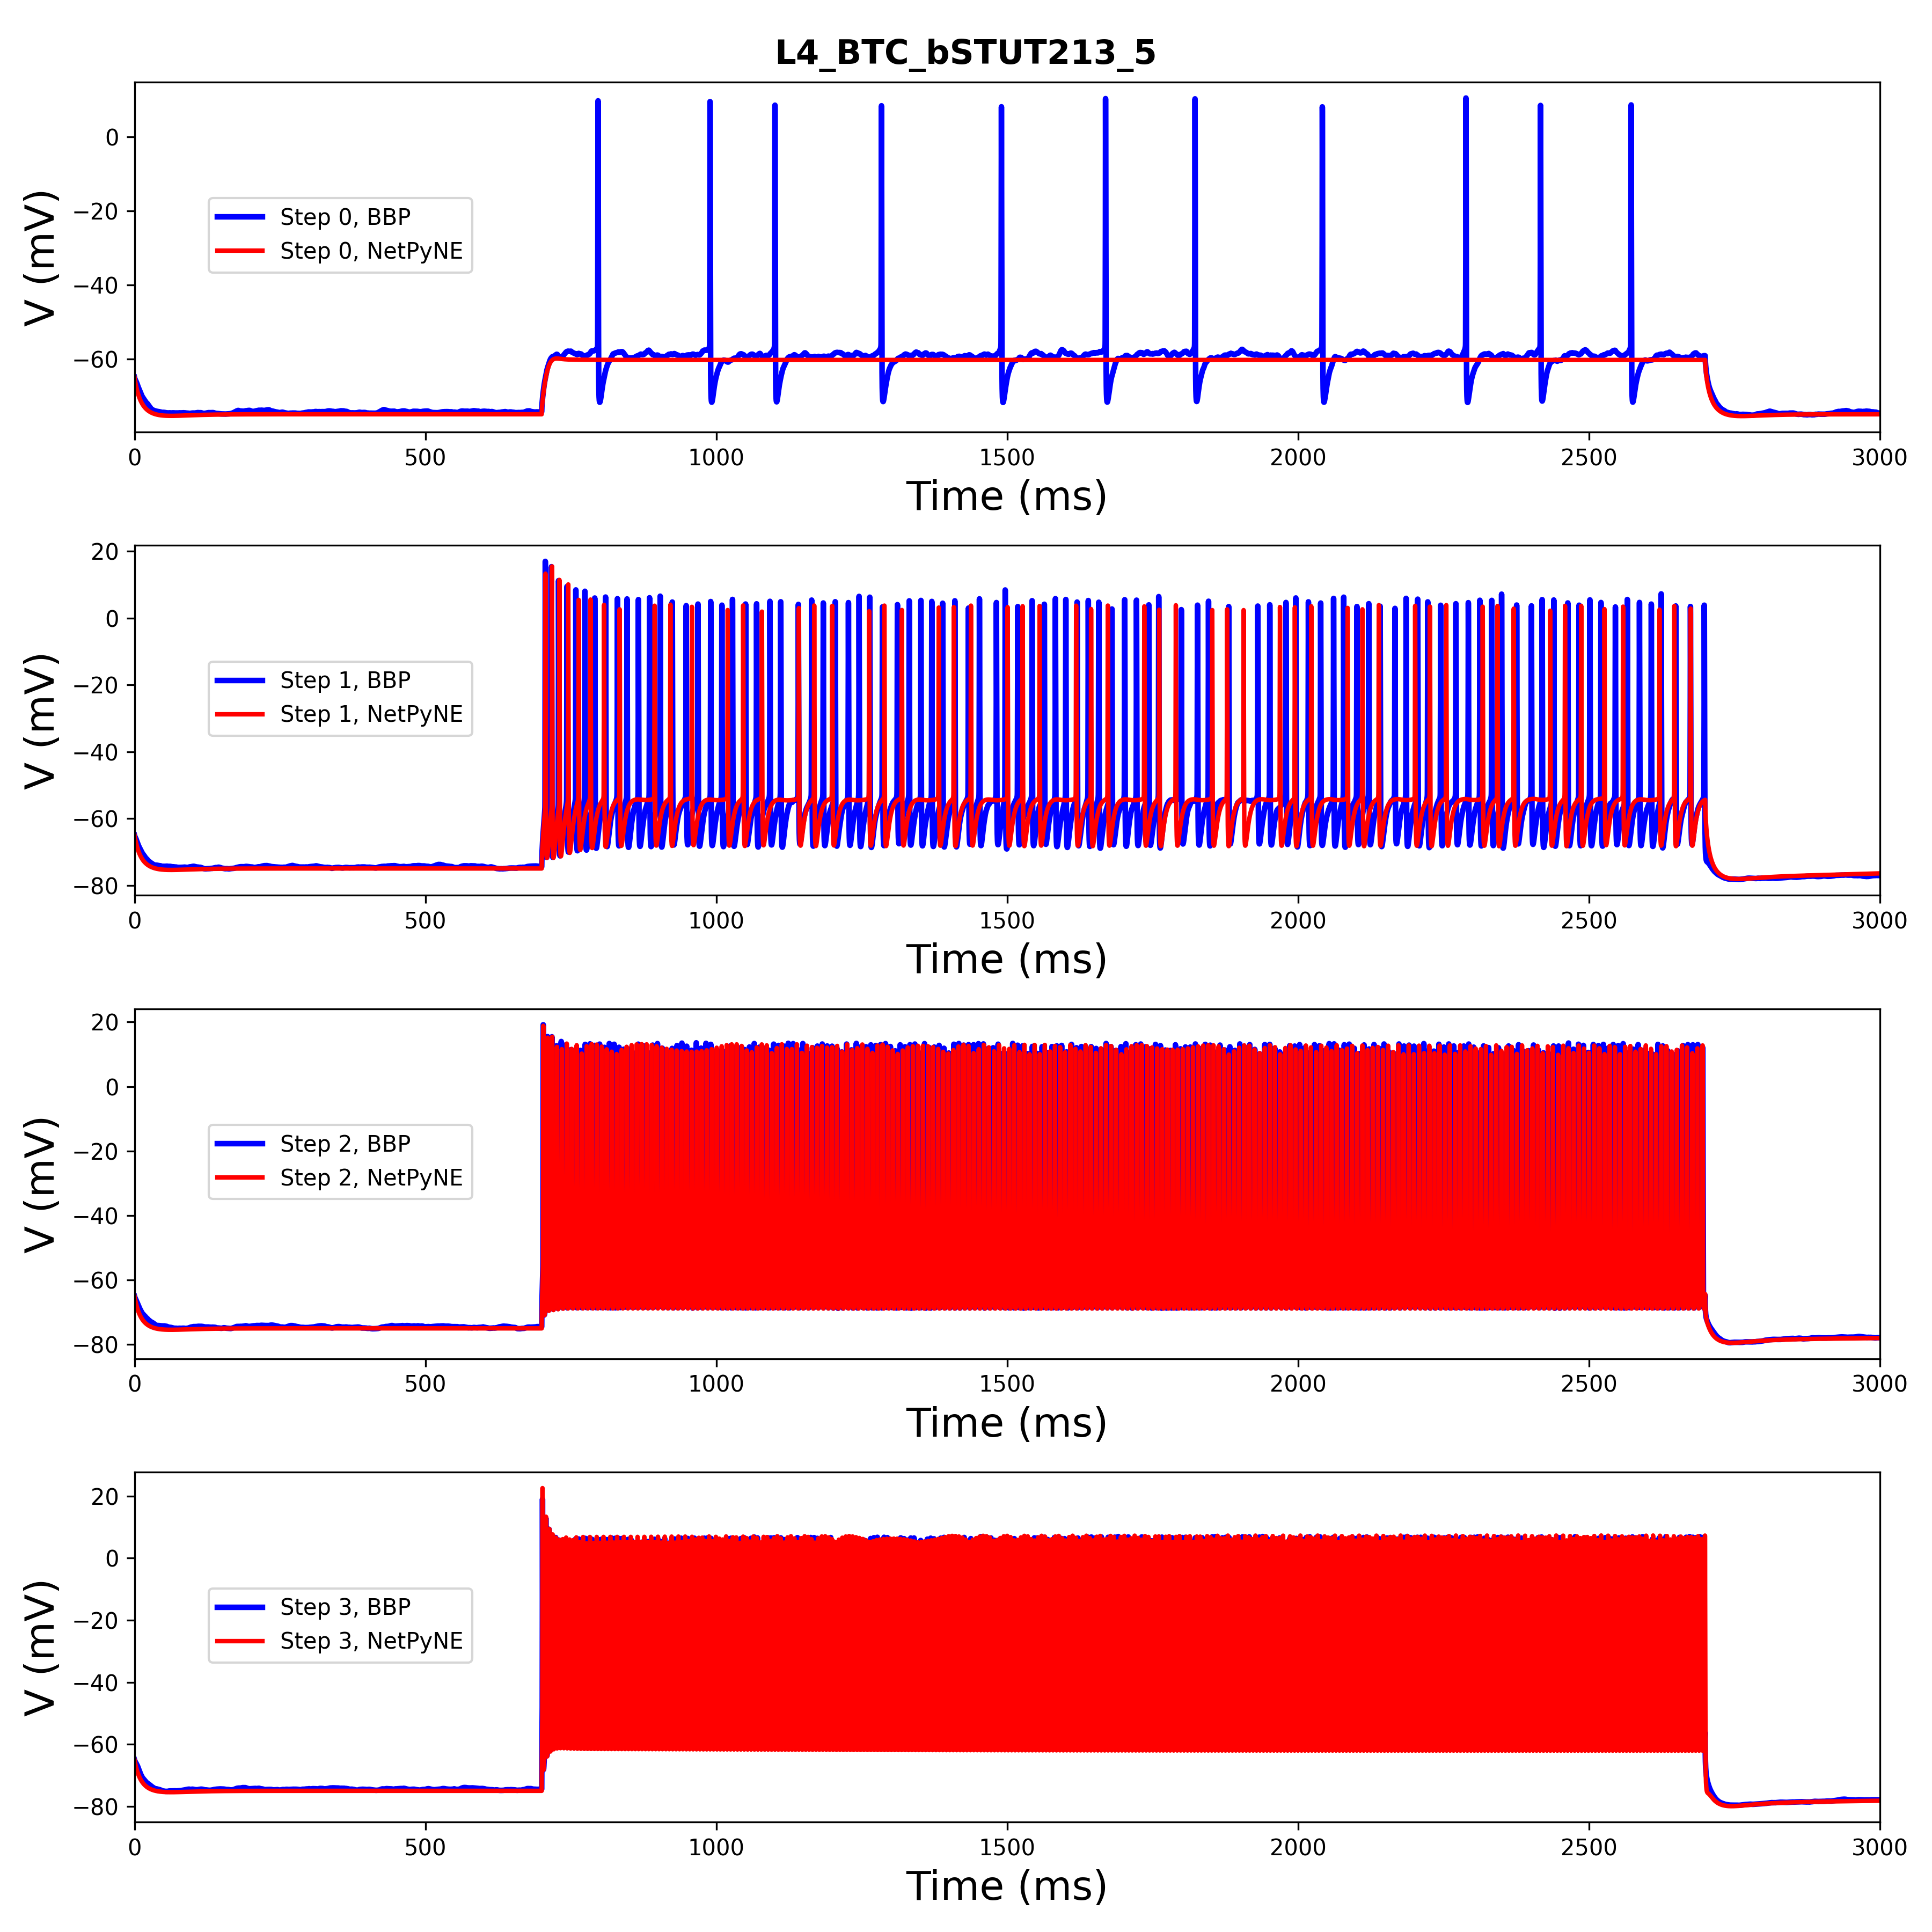 L4_BTC_bSTUT213_5
V (mV)
0
−20
−40
−60
Step 0, BBP
Step 0, NetPyNE
0 500 1000 1500 2000 2500 3000
Time (ms)
V (mV)
20
0
−20
−40
−60
−80
Step 1, BBP
Step 1, NetPyNE
0 500 1000 1500 2000 2500 3000
Time (ms)
V (mV)
20
0
−20
−40
−60
−80
Step 2, BBP
Step 2, NetPyNE
0 500 1000 1500 2000 2500 3000
Time (ms)
V (mV)
20
0
−20
−40
−60
−80
Step 3, BBP
Step 3, NetPyNE
0 500 1000 1500 2000 2500 3000
Time (ms)